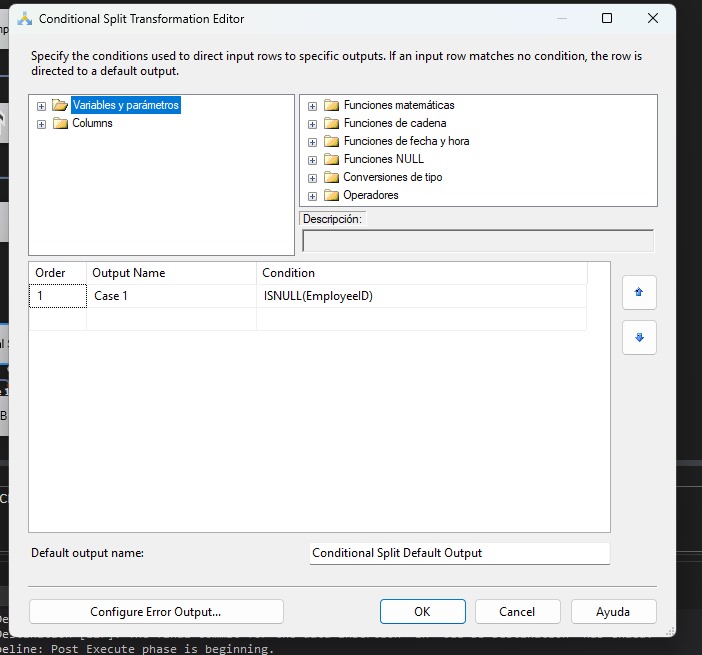 Conditional Split Transformation Editor
Specify the conditions used to direct input rows to specific outputs. If an input row matches no condition, the row is
directed to a default output.
Variables y parámetros
Columns
Funciones matemáticas
Funciones de cadena
Funciones de fecha y hora
Funciones NULL
Conversiones de tipo
Operadores
Descripción:
Order Output Name Condition
1 Case 1 ISNULL(EmployeeID)
Default output name: Conditional Split Default Output
Configure Error Output... OK Cancel Ayuda
eline: Post Execute phase is beginning.